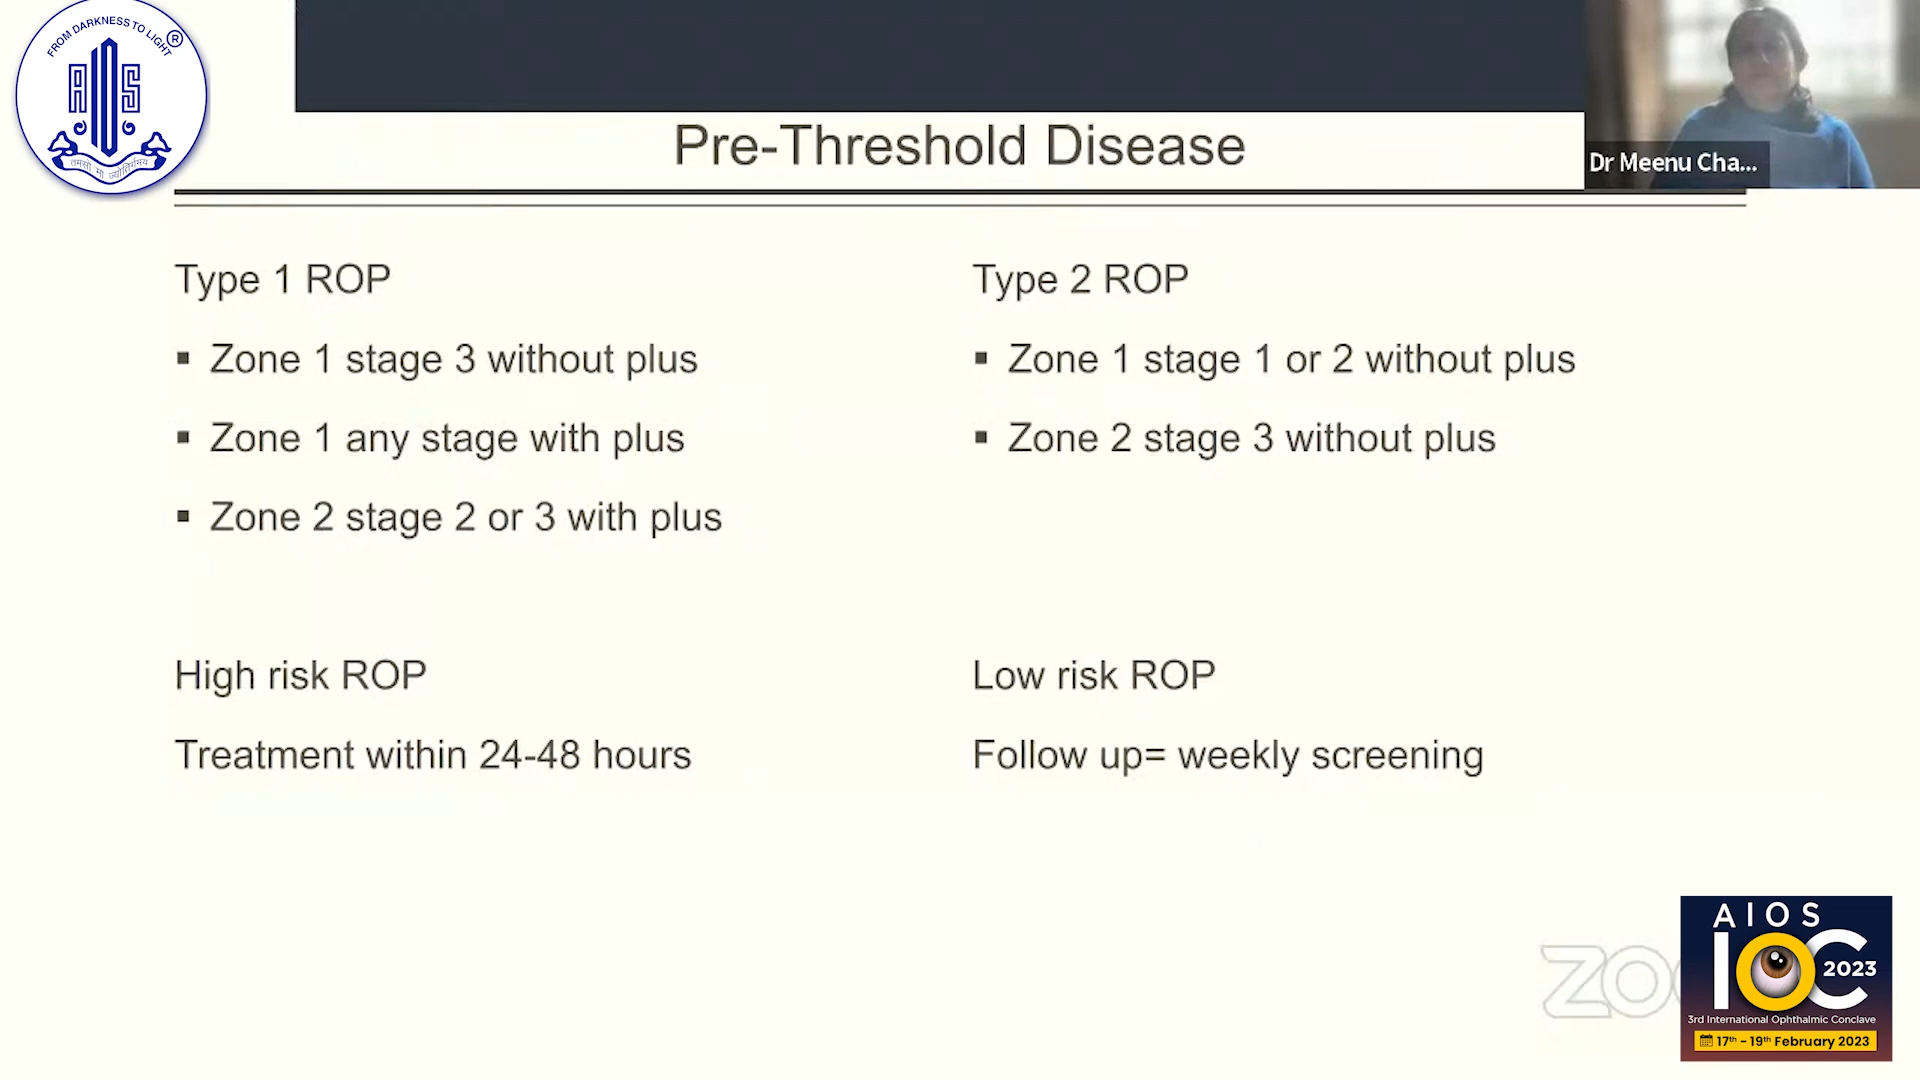 FROM DARKNESS TO LIGHT ®
AIOS
तमसो मा ज्योतिर्गमय
Pre-Threshold Disease
Dr Meenu Cha...
Type 1 ROP
▪ Zone 1 stage 3 without plus
▪ Zone 1 any stage with plus
▪ Zone 2 stage 2 or 3 with plus
High risk ROP
Treatment within 24-48 hours
Type 2 ROP
▪ Zone 1 stage 1 or 2 without plus
▪ Zone 2 stage 3 without plus
Low risk ROP
Follow up= weekly screening
ZO
AIOS
IOC 2023
3rd International Ophthalmic Conclave
17th - 19th February 2023